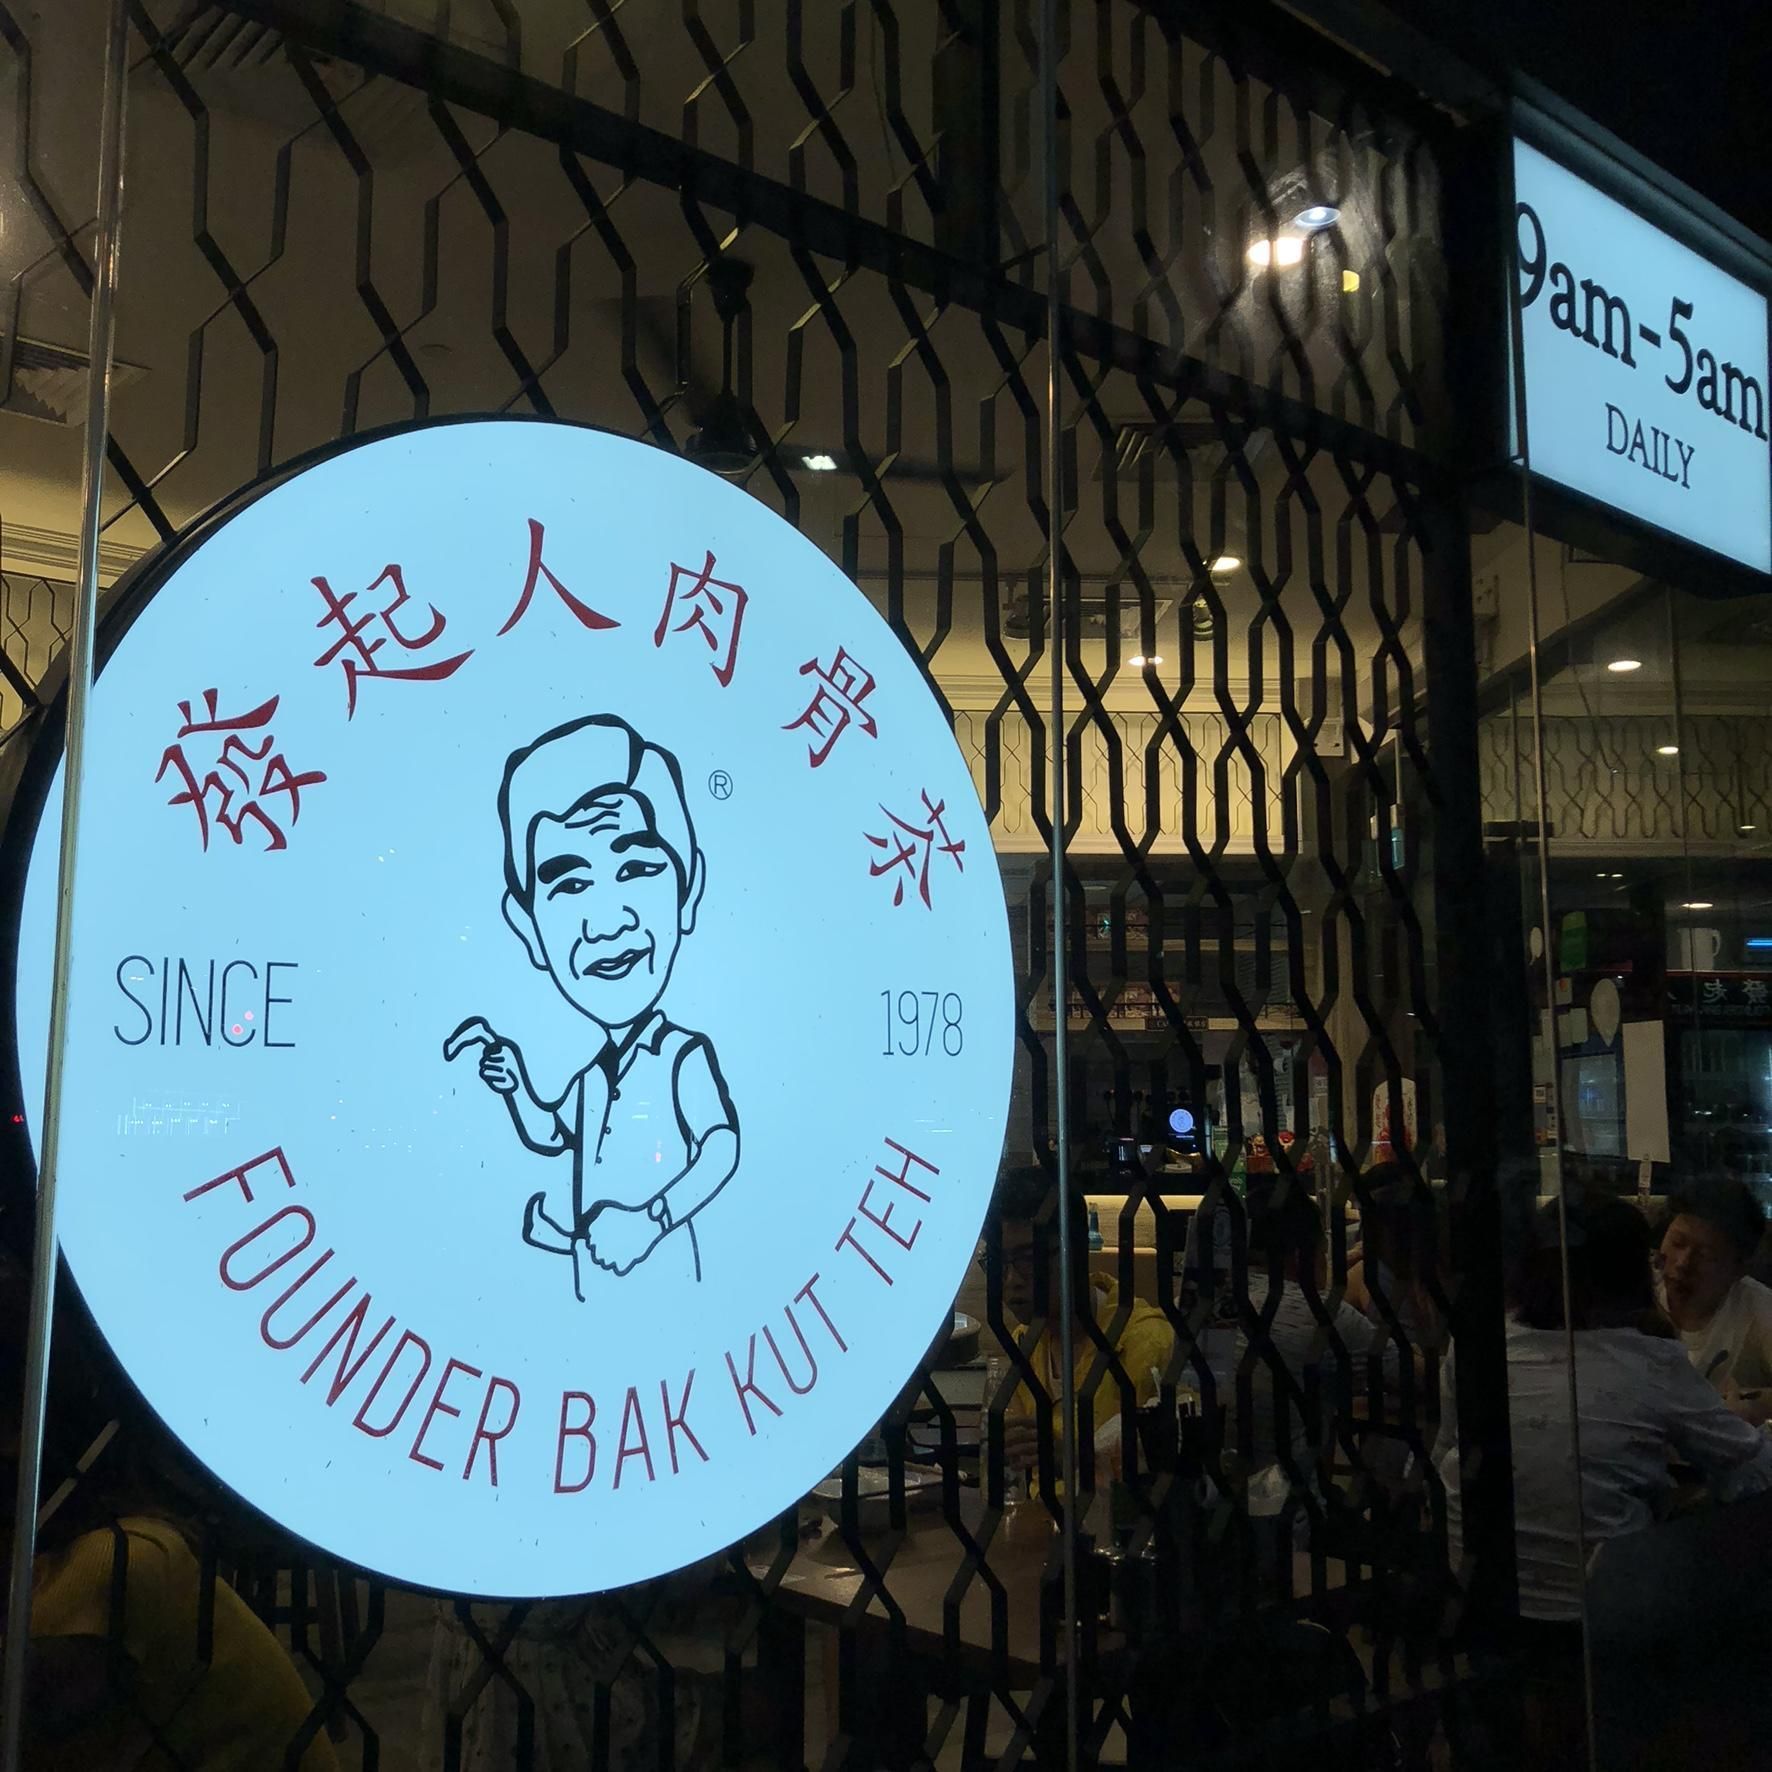 發起人肉骨茶
®
SINCE 1978
FOUNDER BAK KUT TEH
9am-5am
DAILY